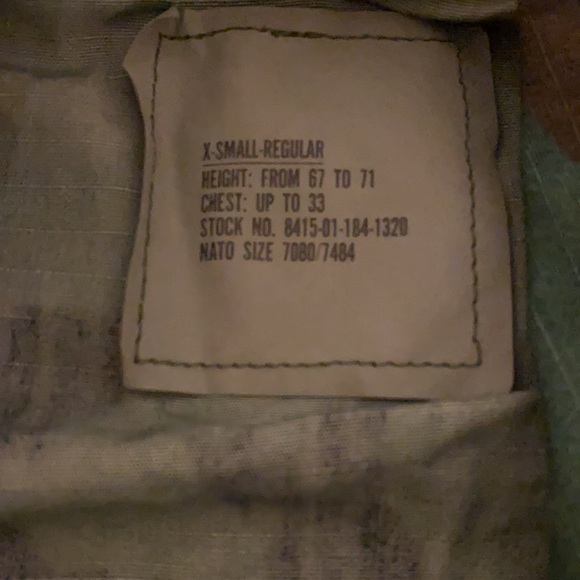 X-SMALL-REGULAR
HEIGHT: FROM 67 TO 71
CHEST: UP TO 33
STOCK NO. 8415-01-184-1320
NATO SIZE 7080/7484